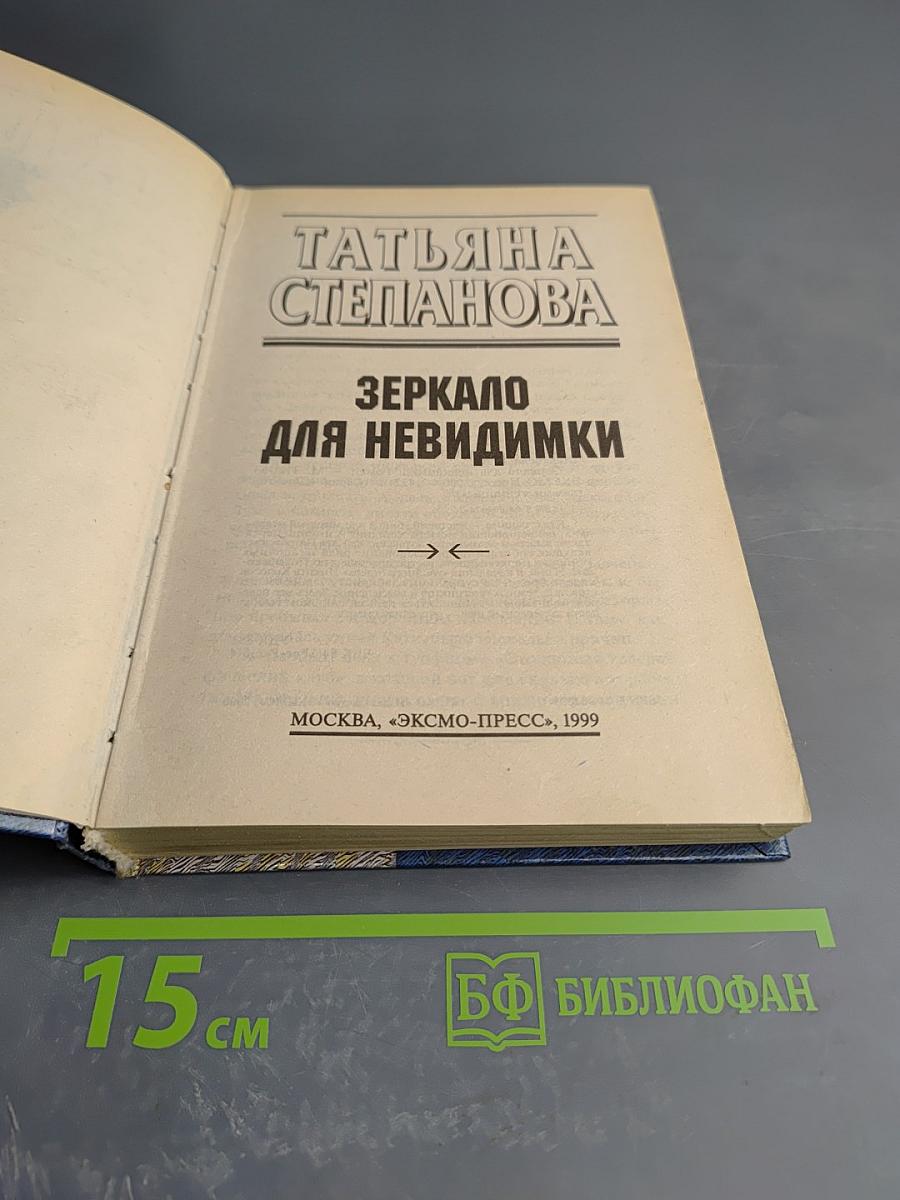 ТАТЬЯНА
СТЕПАНОВА
ЗЕРКАЛО
ДЛЯ НЕВИДИМКИ
МОСКВА, «ЭКСМО-ПРЕСС», 1999
15 см
БФ БИБЛИОФАН